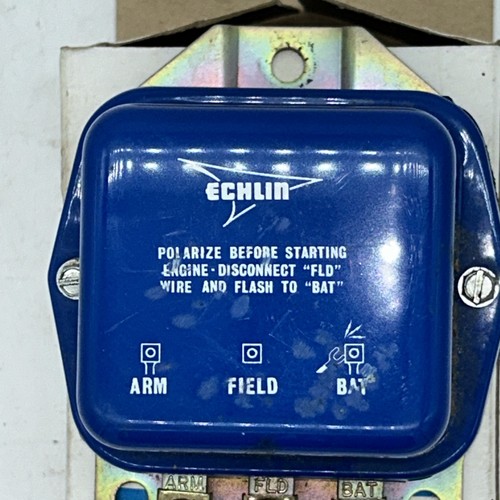 ECHLIN
POLARIZE BEFORE STARTING
ENGINE-DISCONNECT "FLD"
WIRE AND FLASH TO "BAT"
ARM FIELD BAT
ARM FLD BAT